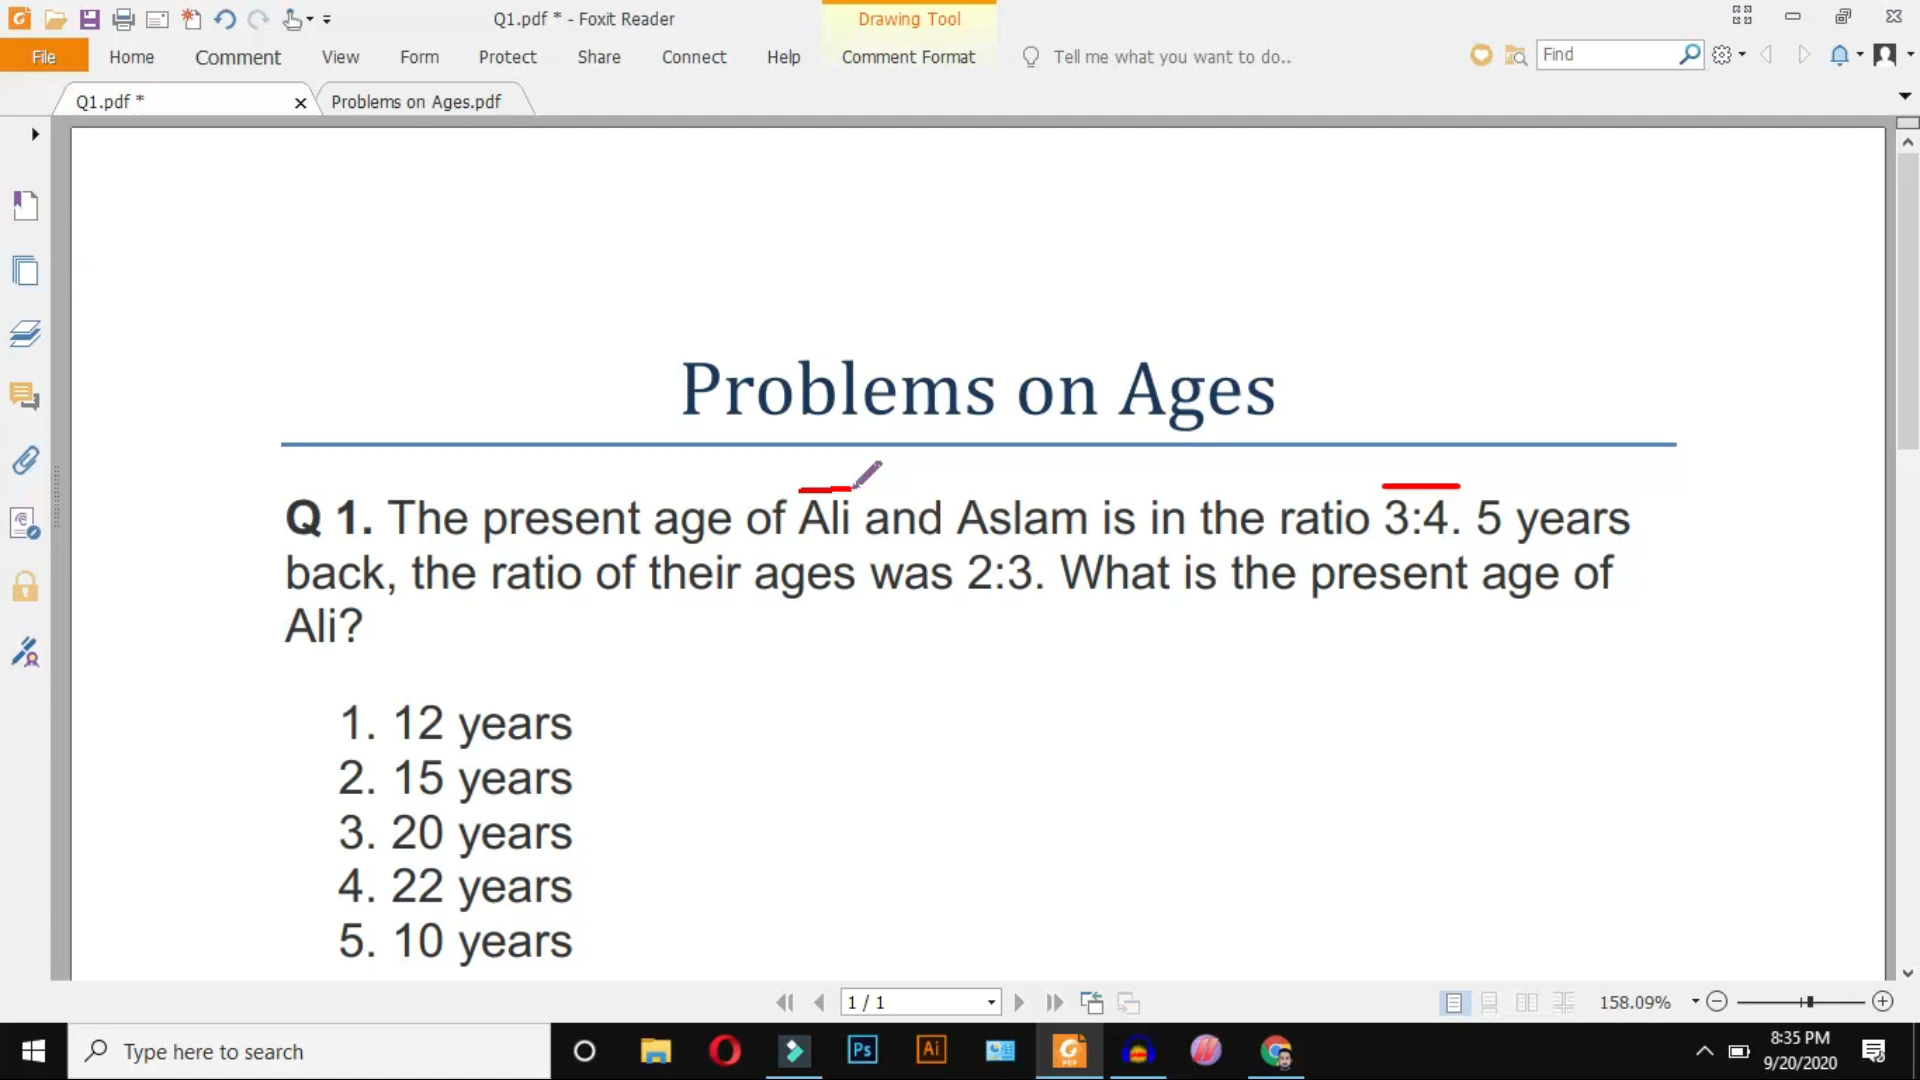 Q1.pdf * - Foxit Reader
Drawing Tool
File Home Comment View Form Protect Share Connect Help Comment Format Tell me what you want to do.. Find
Q1.pdf * Problems on Ages.pdf
Problems on Ages
Q 1. The present age of Ali and Aslam is in the ratio 3:4. 5 years
back, the ratio of their ages was 2:3. What is the present age of
Ali?
1. 12 years
2. 15 years
3. 20 years
4. 22 years
5. 10 years
1 / 1
158.09%
Type here to search
Ps
Ai
PDF
8:35 PM
9/20/2020